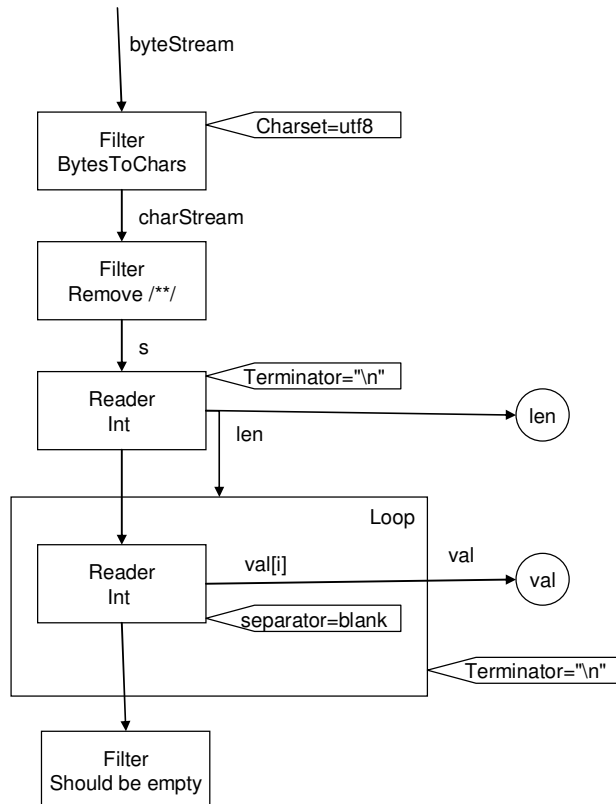 byteStream
Charset=utf8
Filter
BytesToChars
charStream
Filter
Remove /**/
s
Terminator="\n"
Reader
Int
len
len
Loop
Reader
Int
val[i]
val
val
separator=blank
Terminator="\n"
Filter
Should be empty